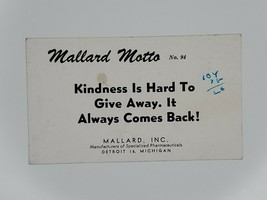 Mallard Motto No. 94
Kindness Is Hard To
Give Away. It
Always Comes Back!
MALLARD, INC.
Manufacturers of Specialized Pharmaceuticals
DETROIT 16, MICHIGAN